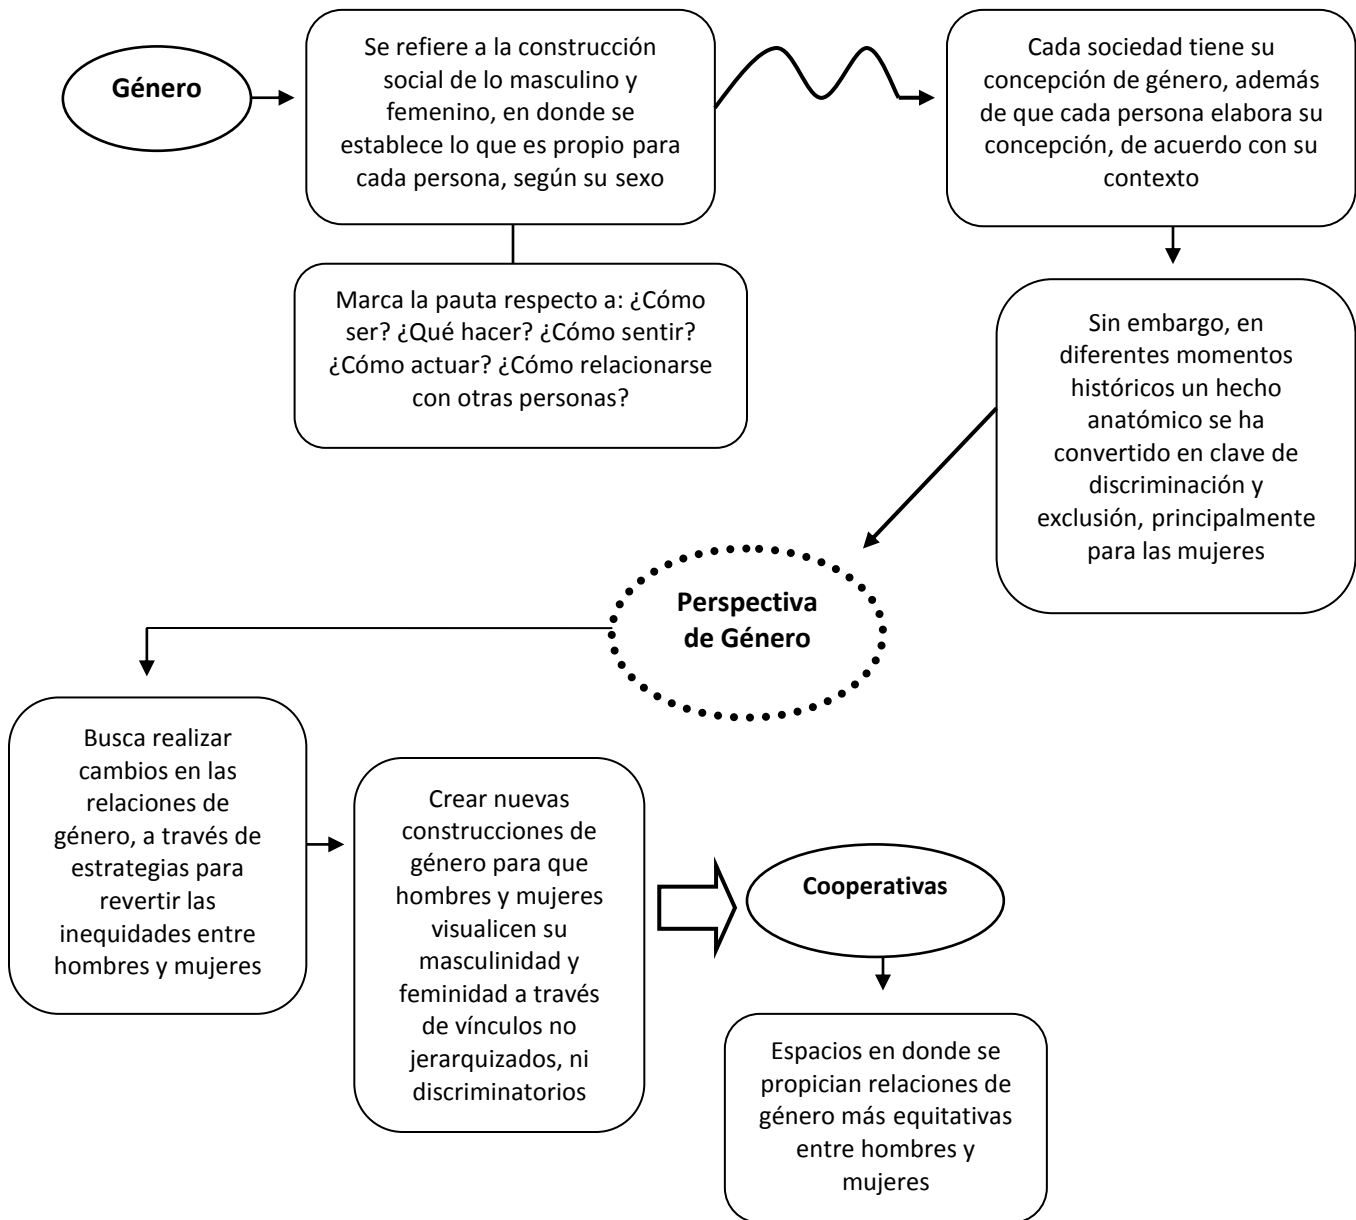 Género
Se refiere a la construcción
social de lo masculino y
femenino, en donde se
establece lo que es propio para
cada persona, según su sexo
Cada sociedad tiene su
concepción de género, además
de que cada persona elabora su
concepción, de acuerdo con su
contexto
Marca la pauta respecto a: ¿Cómo
ser? ¿Qué hacer? ¿Cómo sentir?
¿Cómo actuar? ¿Cómo relacionarse
con otras personas?
Sin embargo, en
diferentes momentos
históricos un hecho
anatómico se ha
convertido en clave de
discriminación y
exclusión, principalmente
para las mujeres
Perspectiva
de Género
Busca realizar
cambios en las
relaciones de
género, a través de
estrategias para
revertir las
inequidades entre
hombres y mujeres
Crear nuevas
construcciones de
género para que
hombres y mujeres
visualicen su
masculinidad y
feminidad a través
de vínculos no
jerarquizados, ni
discriminatorios
Cooperativas
Espacios en donde se
propician relaciones de
género más equitativas
entre hombres y
mujeres